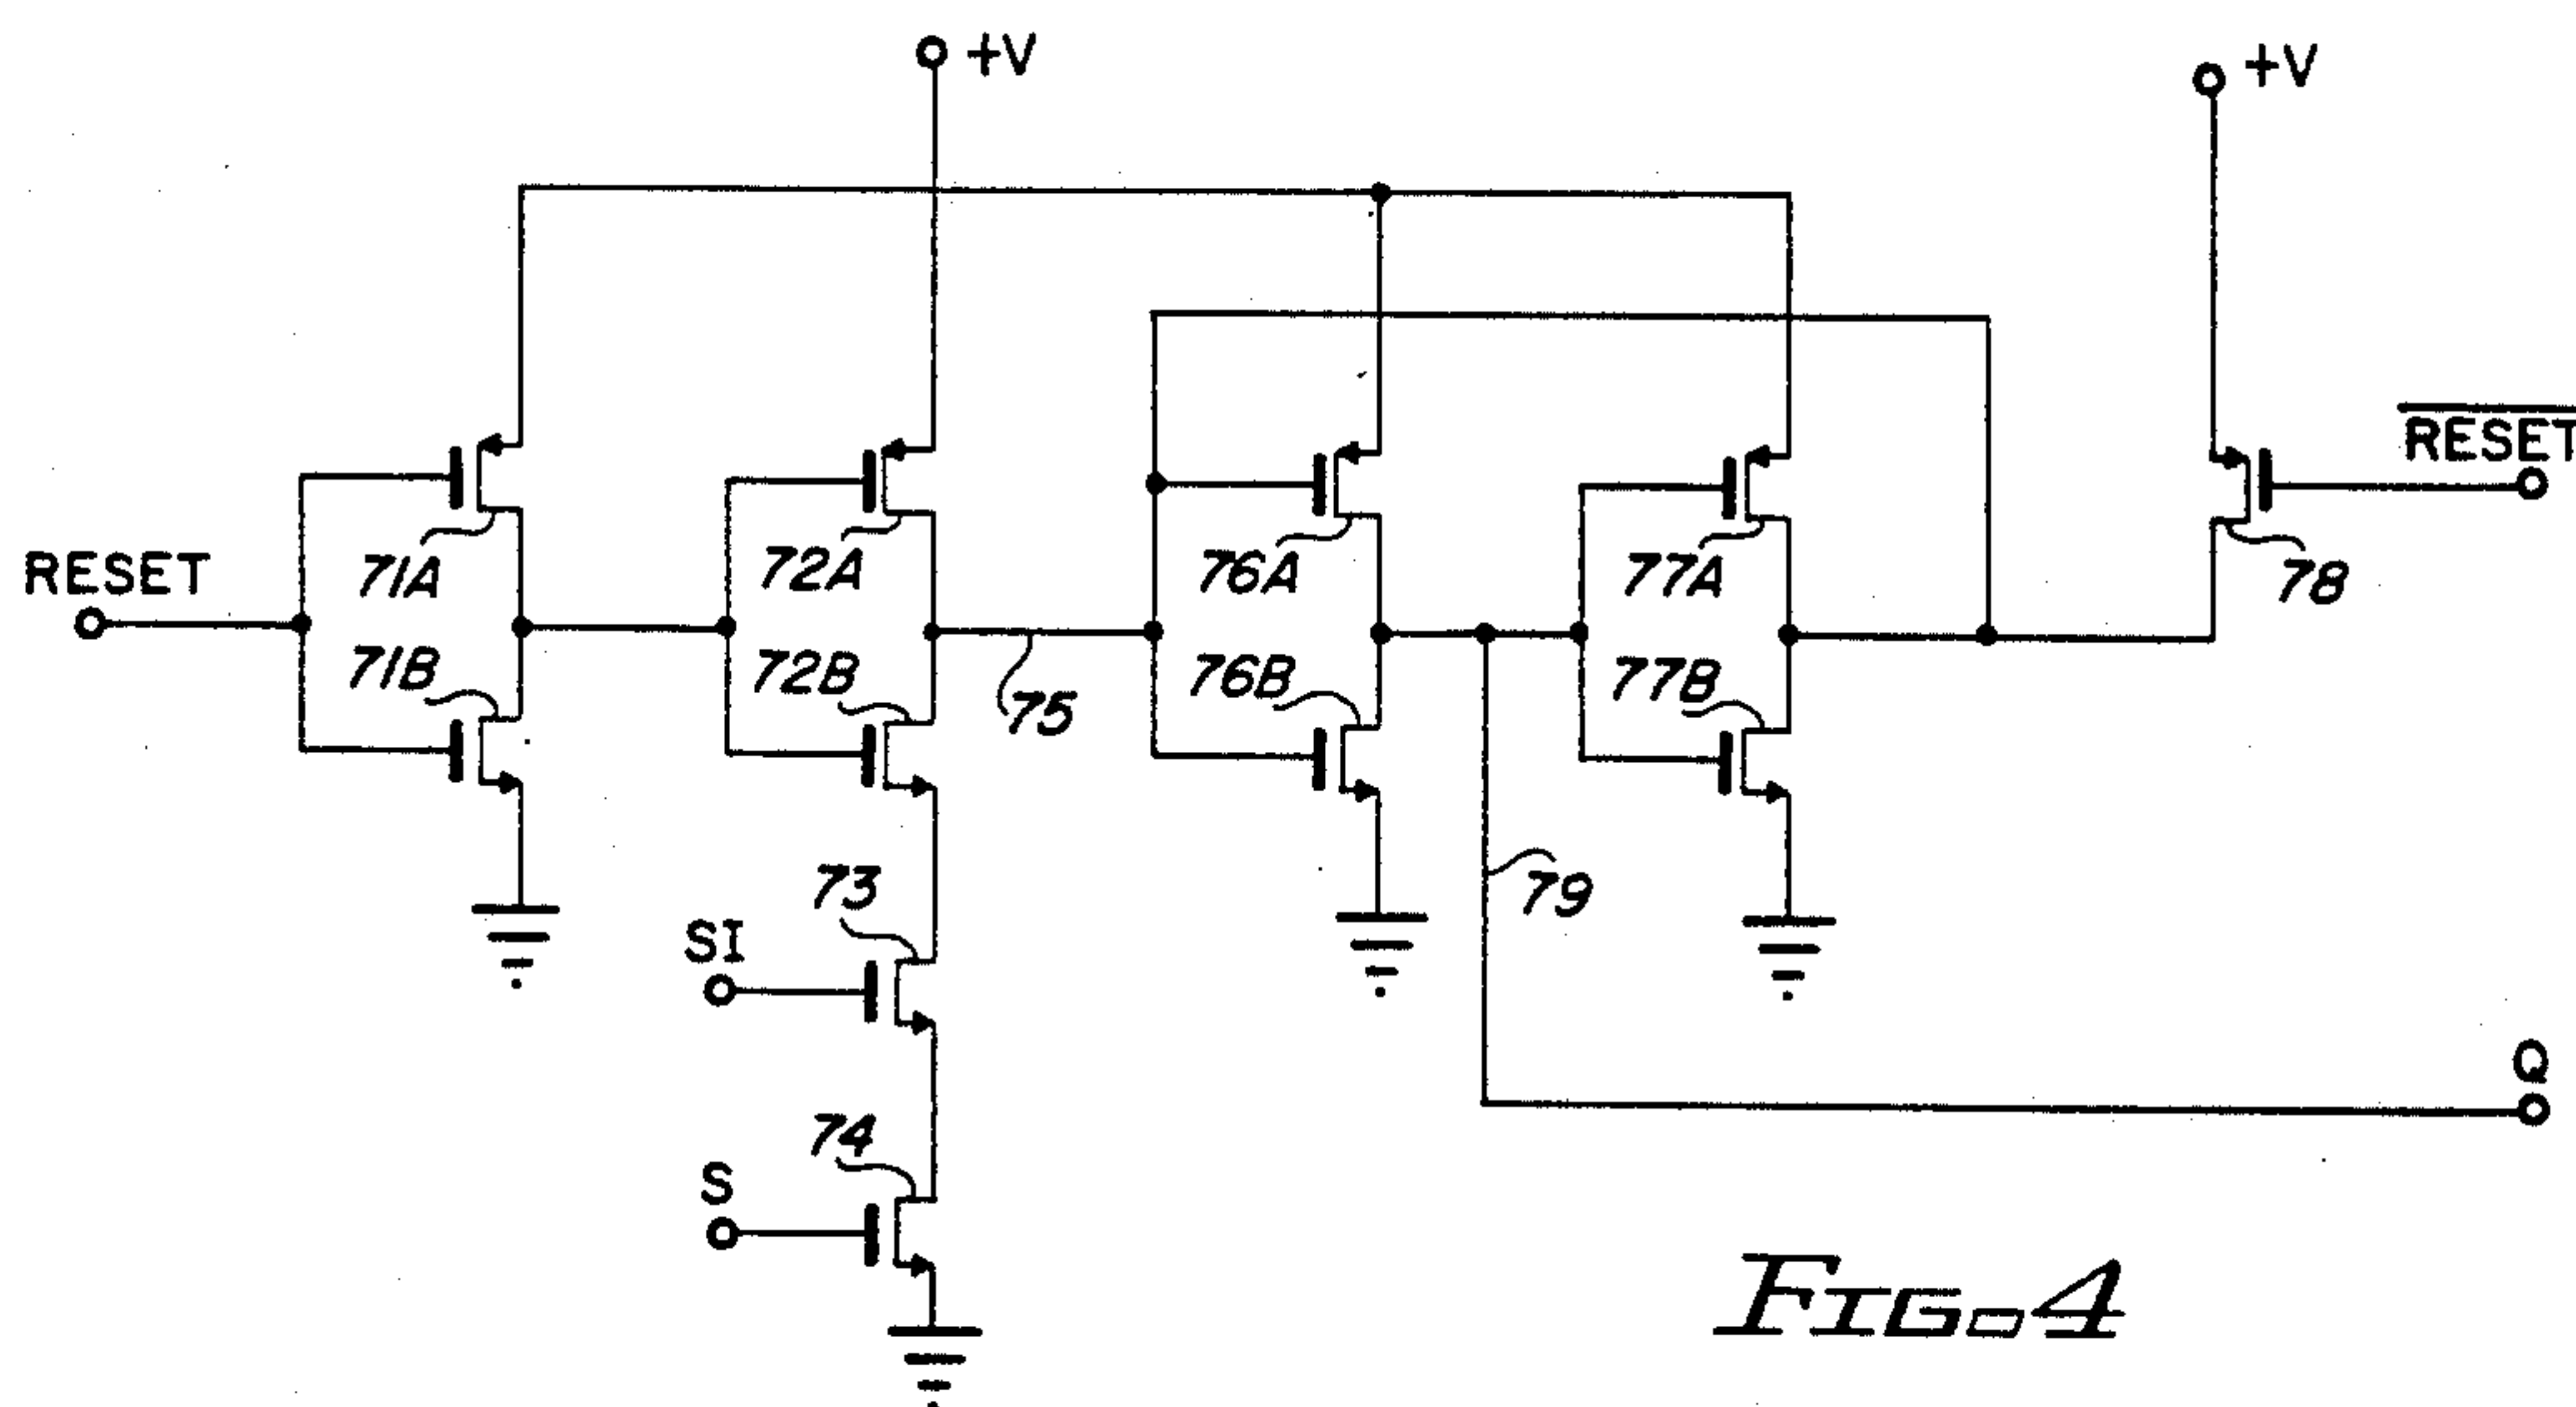 +V
+V
RESET
71A
71B
72A
72B
75
76A
76B
77A
77B
RESET
78
73
SI
79
74
S
Q
FIG. 4